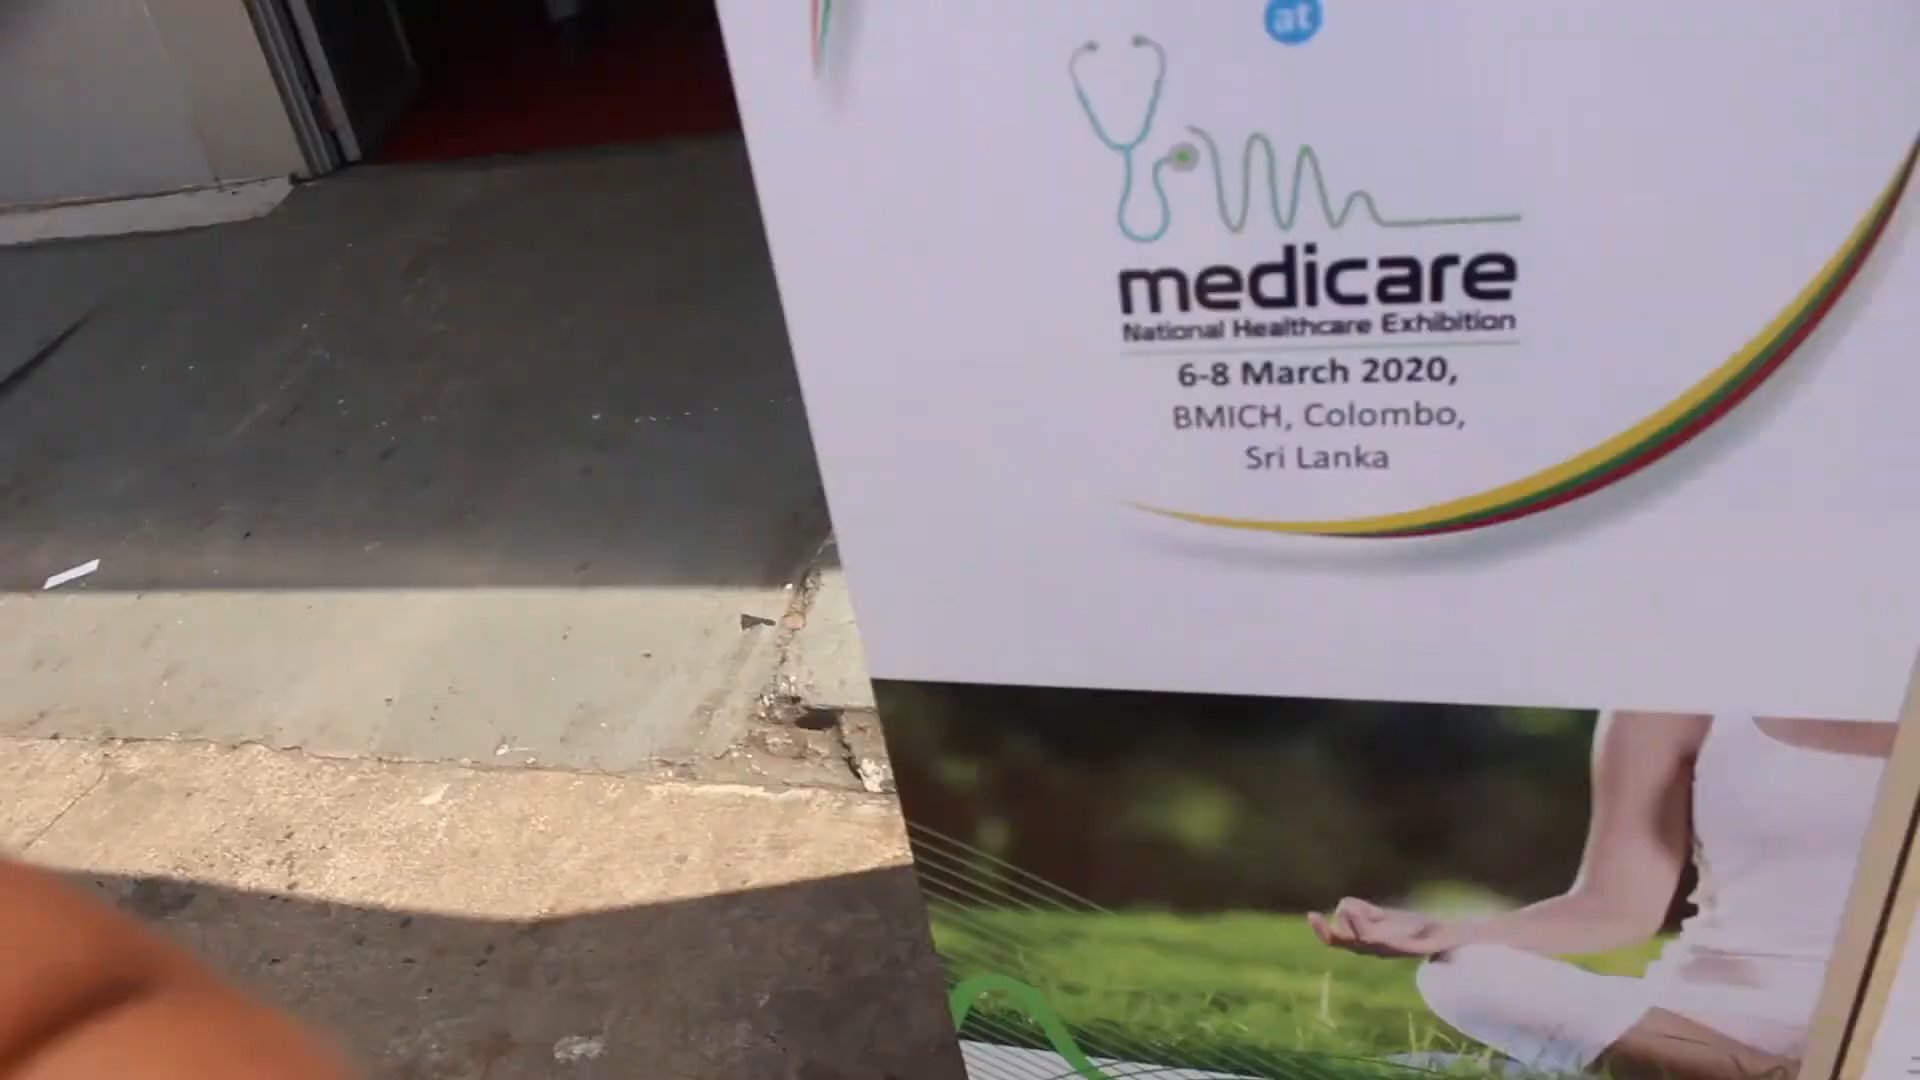 at
medicare
National Healthcare Exhibition
6-8 March 2020,
BMICH, Colombo,
Sri Lanka